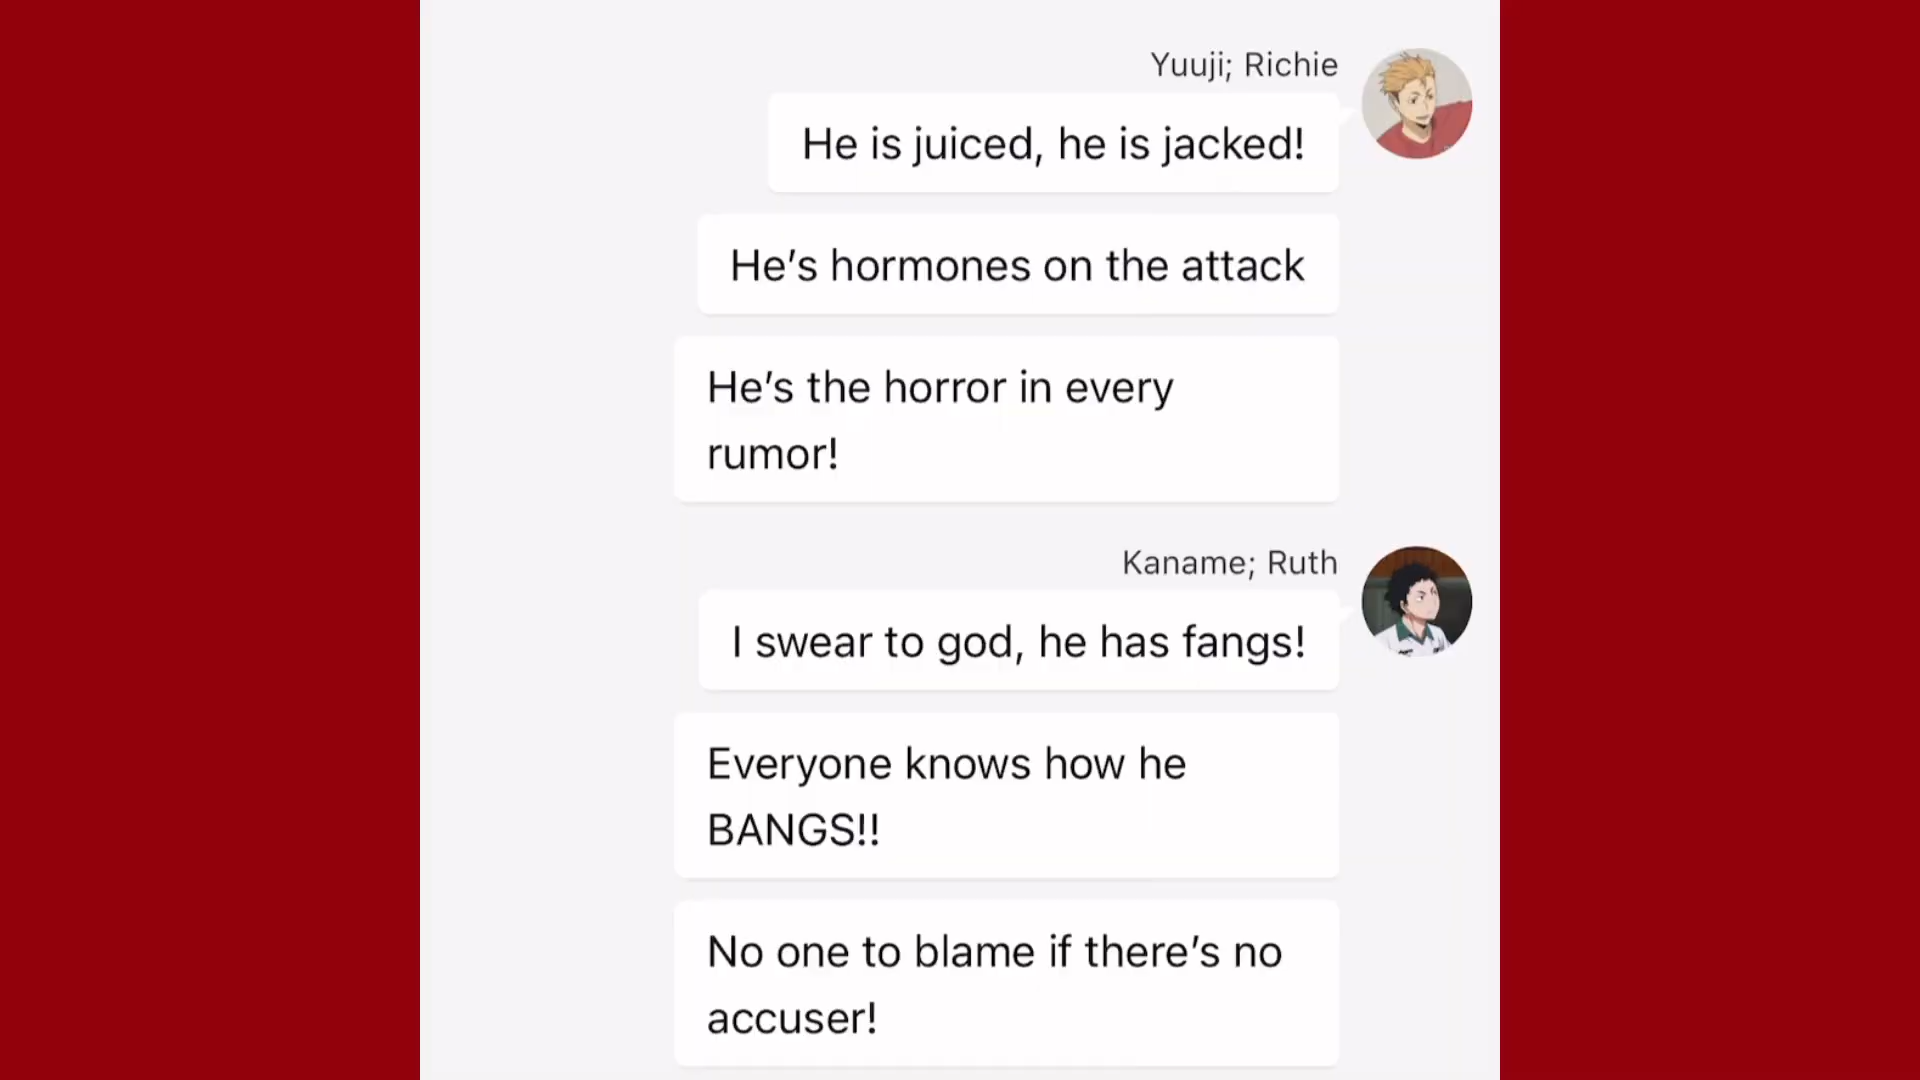 Yuuji; Richie
He is juiced, he is jacked!
He’s hormones on the attack
He’s the horror in every
rumor!
Kaname; Ruth
I swear to god, he has fangs!
Everyone knows how he
BANGS!!
No one to blame if there’s no
accuser!